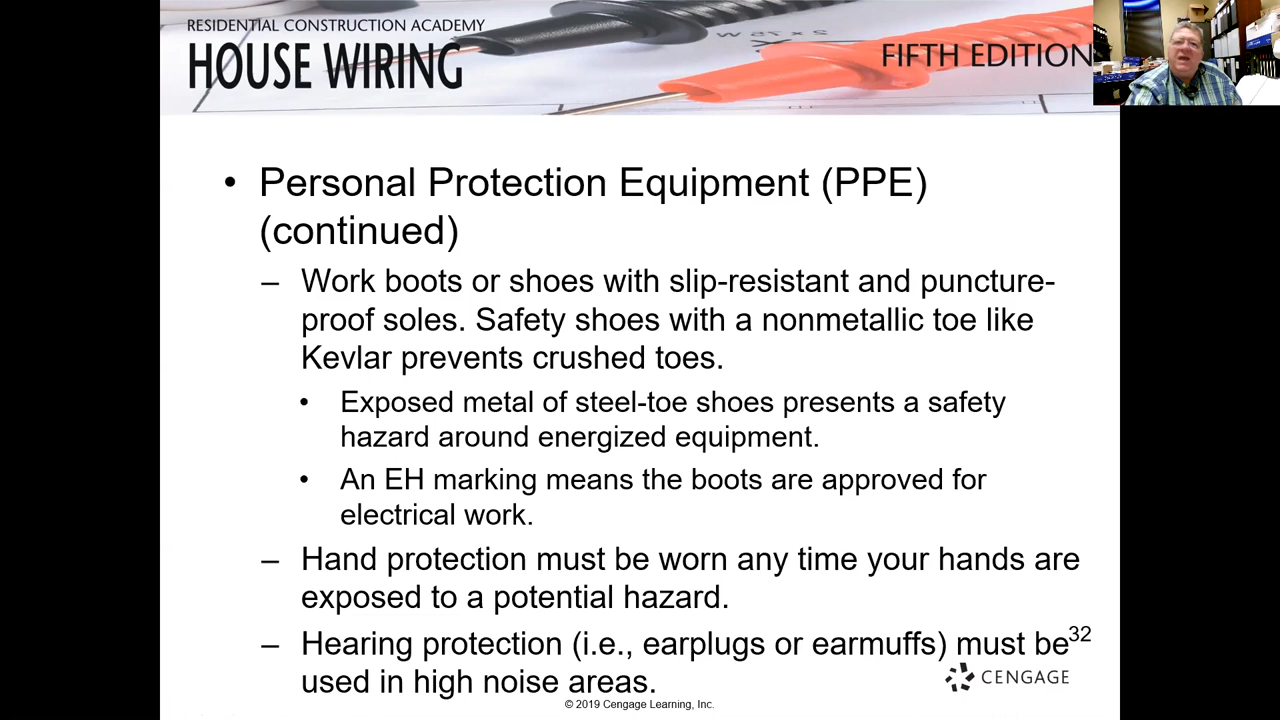 RESIDENTIAL CONSTRUCTION ACADEMY
HOUSE WIRING
FIFTH EDITION
• Personal Protection Equipment (PPE)
(continued)
– Work boots or shoes with slip-resistant and puncture-
proof soles. Safety shoes with a nonmetallic toe like
Kevlar prevents crushed toes.
• Exposed metal of steel-toe shoes presents a safety
hazard around energized equipment.
• An EH marking means the boots are approved for
electrical work.
– Hand protection must be worn any time your hands are
exposed to a potential hazard.
– Hearing protection (i.e., earplugs or earmuffs) must be
32
used in high noise areas.
CENGAGE
© 2019 Cengage Learning, Inc.